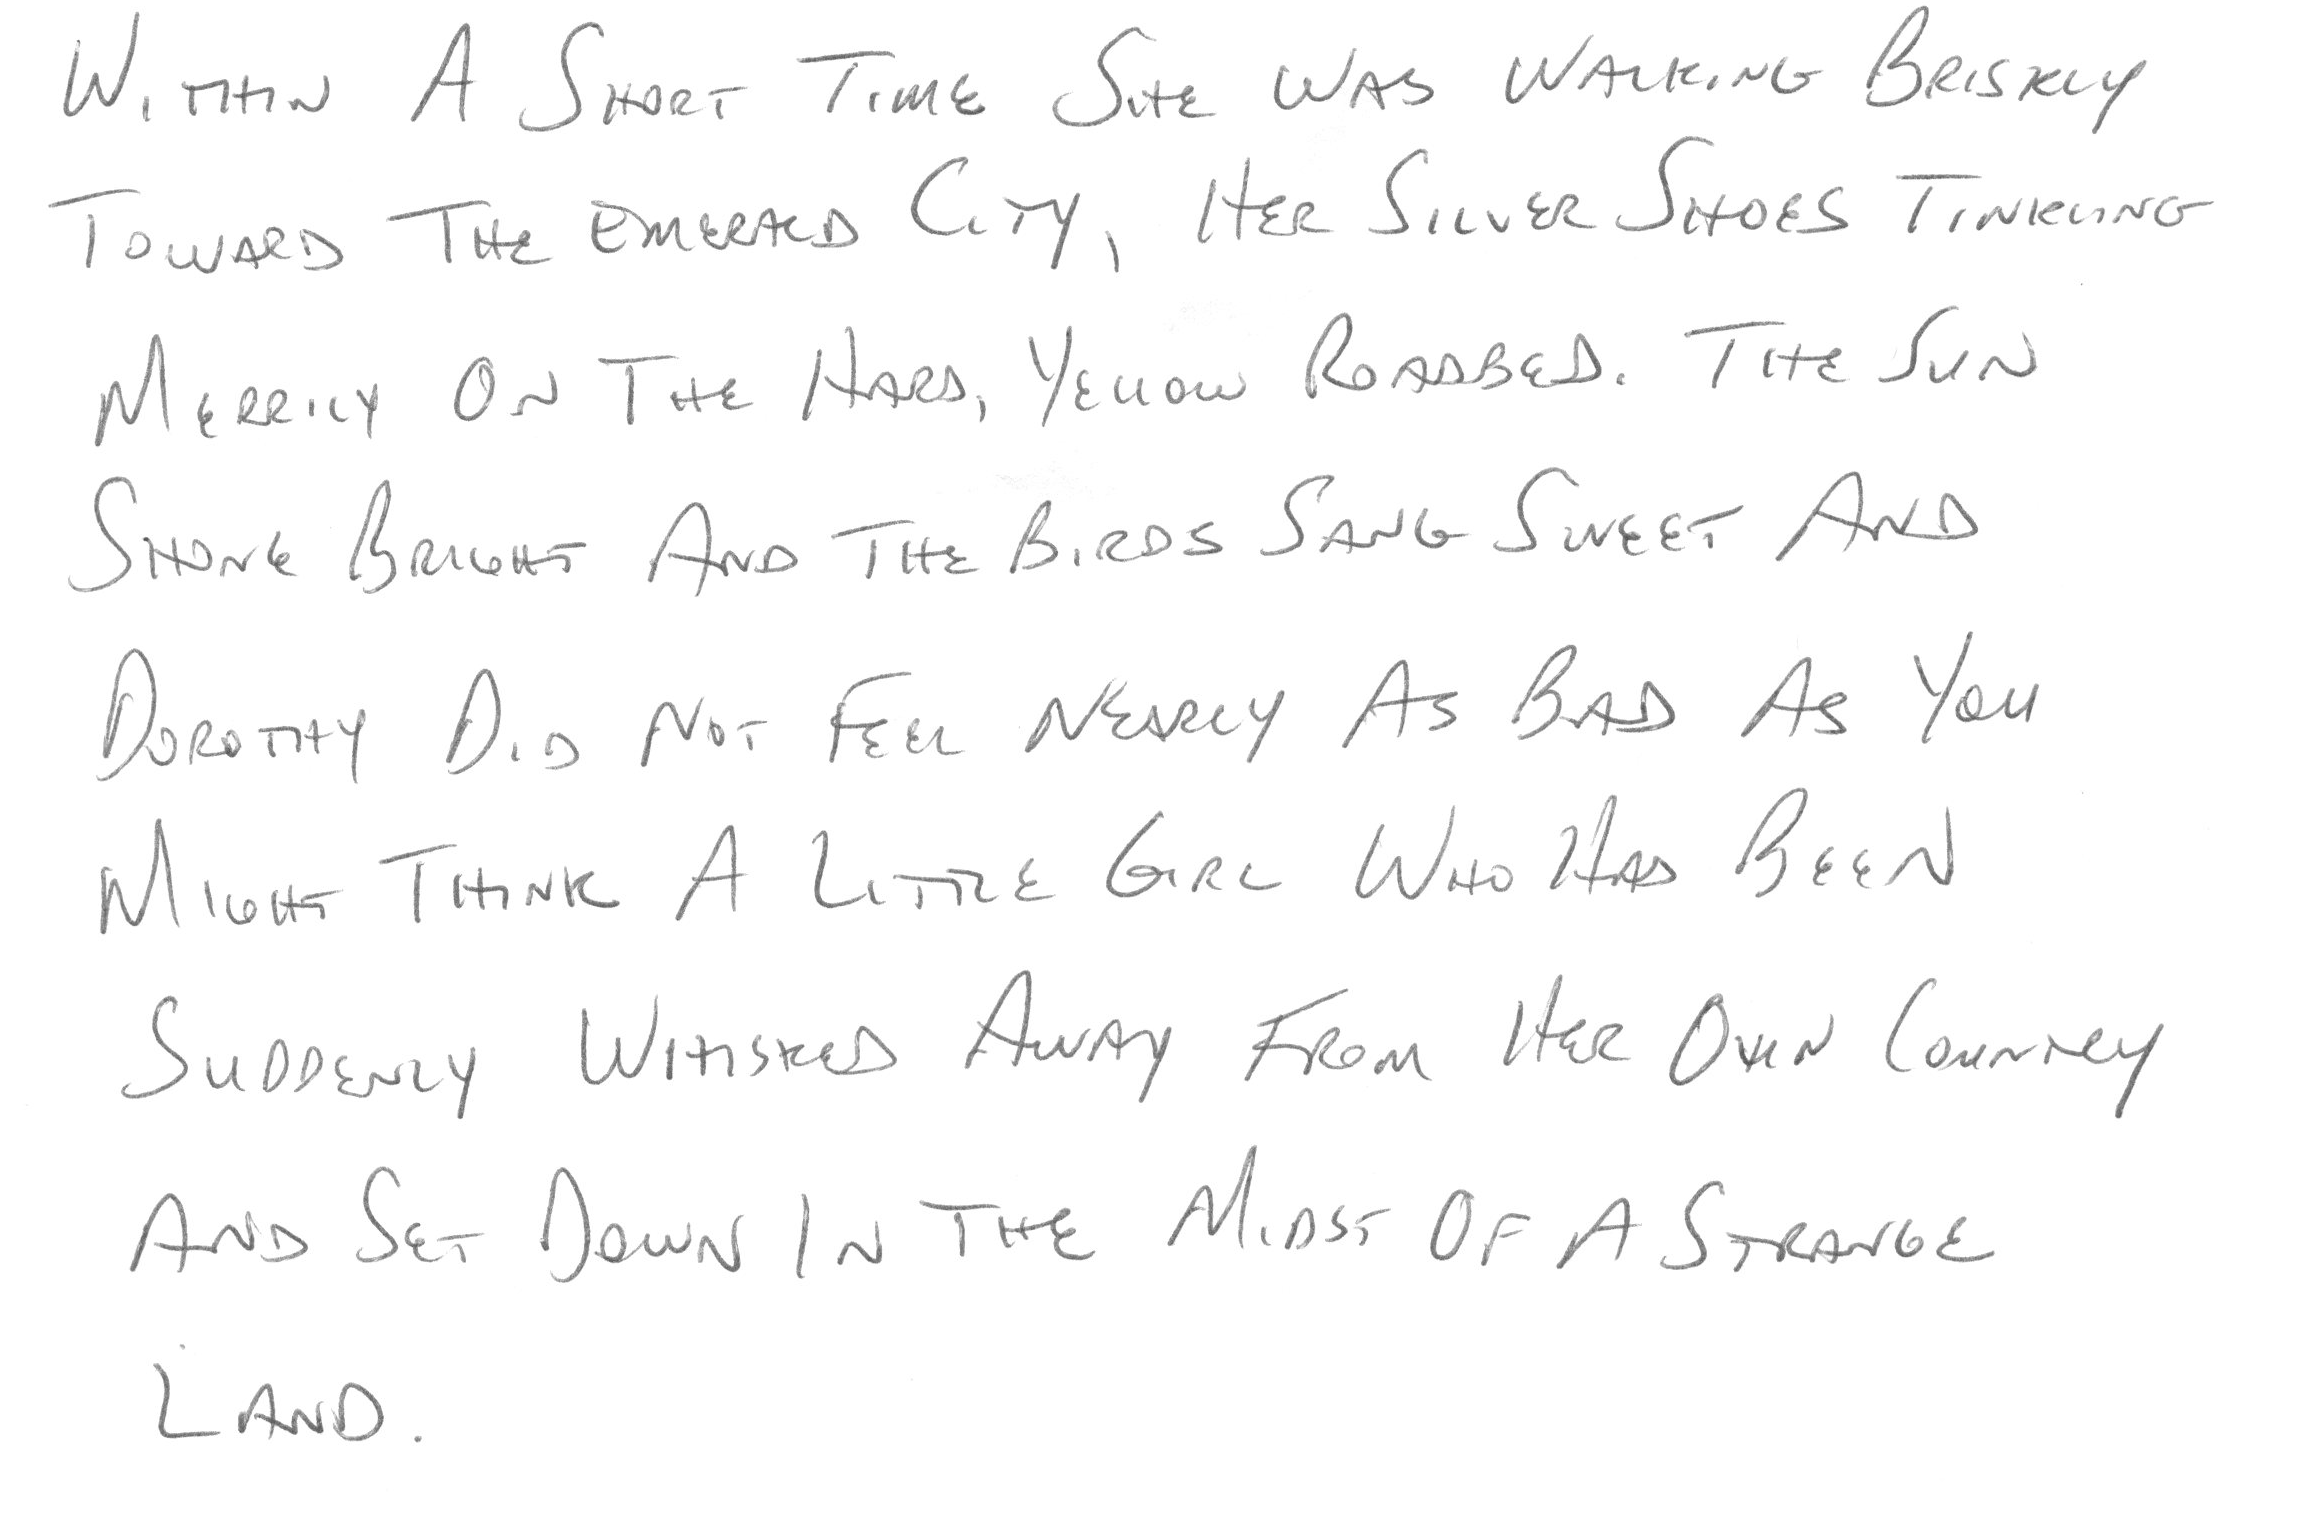 Within A Short Time She Was Walking Briskly
Toward The Emerald City, Her Silver Shoes Tinkling
Merrily On The Hard, Yellow Roadbed. The Sun
Shone Bright And The Birds Sang Sweet And
Dorothy Did Not Feel Nearly As Bad As You
Might Think A Little Girl Who Had Been
Suddenly Whisked Away From Her Own Country
And Set Down In The Midst Of A Strange
Land.